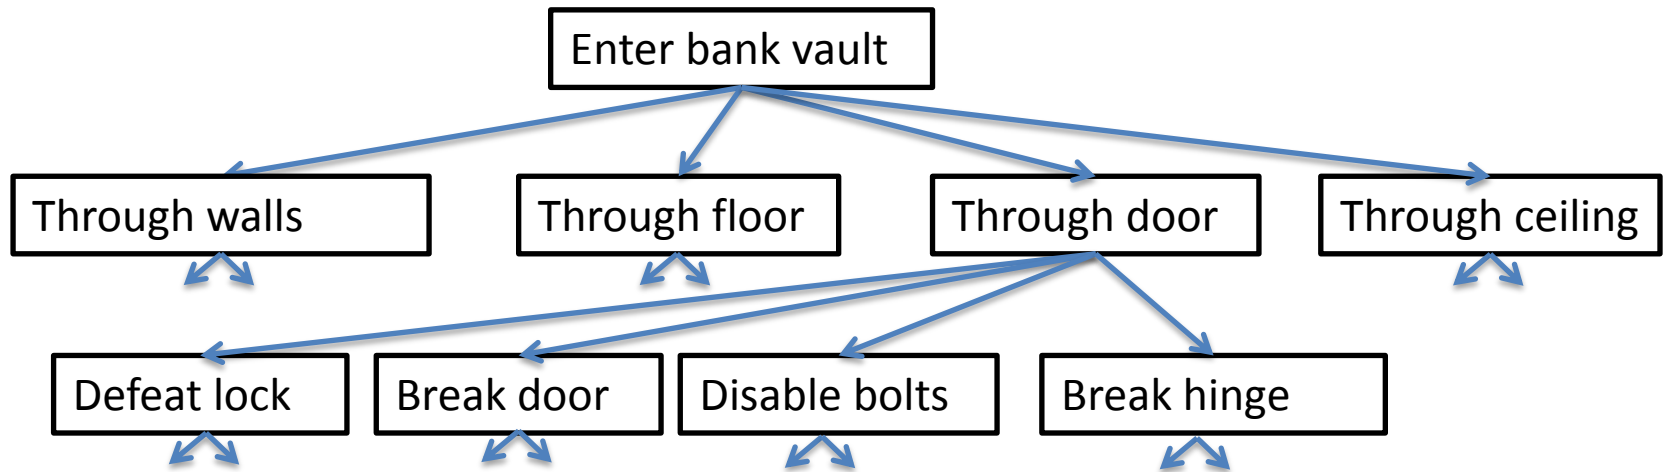 Enter bank vault
Through walls
Through floor
Through door
Through ceiling
Defeat lock
Break door
Disable bolts
Break hinge